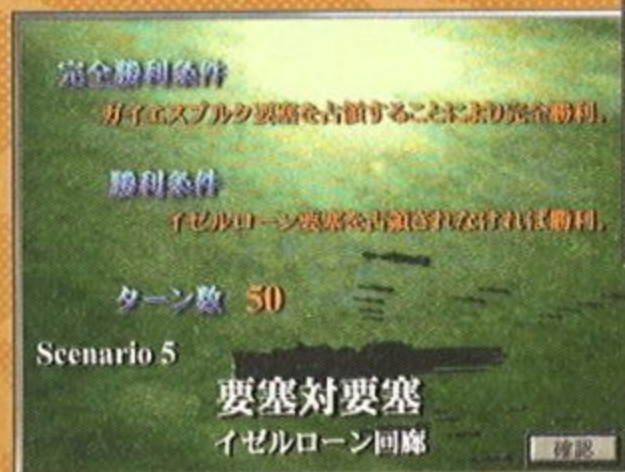 完全勝利条件
ガイエスブルク要塞を占領することにより完全勝利。
勝利条件
イゼルローン要塞を占領されなければ勝利。
ターン数 50
Scenario 5
要塞対要塞
イゼルローン回廊
確認